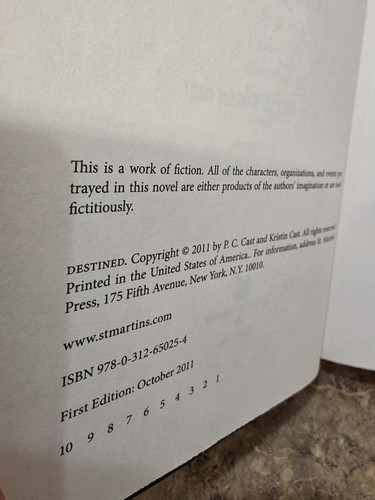 This is a work of fiction. All of the characters, organizations, and events
trayed in this novel are either products of the authors' imagination or are used
fictitiously.
DESTINED. Copyright © 2011 by P. C. Cast and Kristin Cast. All rights reserved.
Printed in the United States of America.. For information, address St. Martin's
Press, 175 Fifth Avenue, New York, N.Y. 10010.
www.stmartins.com
ISBN 978-0-312-65025-4
First Edition: October 2011
10 9 8 7 6 5 4 3 2 1